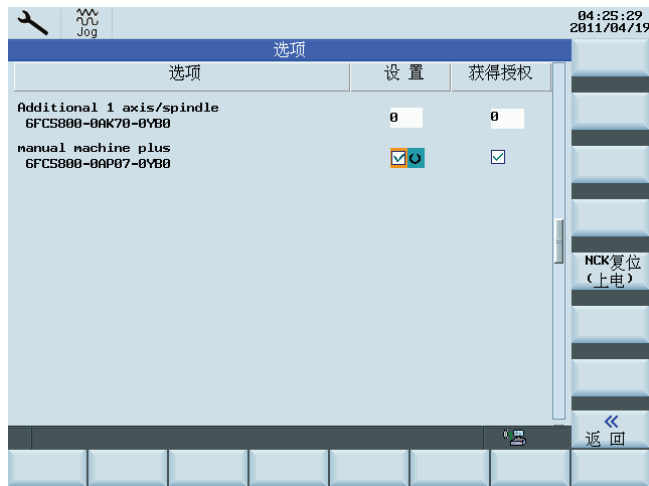 Jog
04:25:29
2011/04/19
选项
选项 设 置 获得授权
Additional 1 axis/spindle
6FC5800-0AK70-0YB0
0 0
manual machine plus
6FC5800-0AP07-0YB0
NCK复位
(上电)
«
返 回